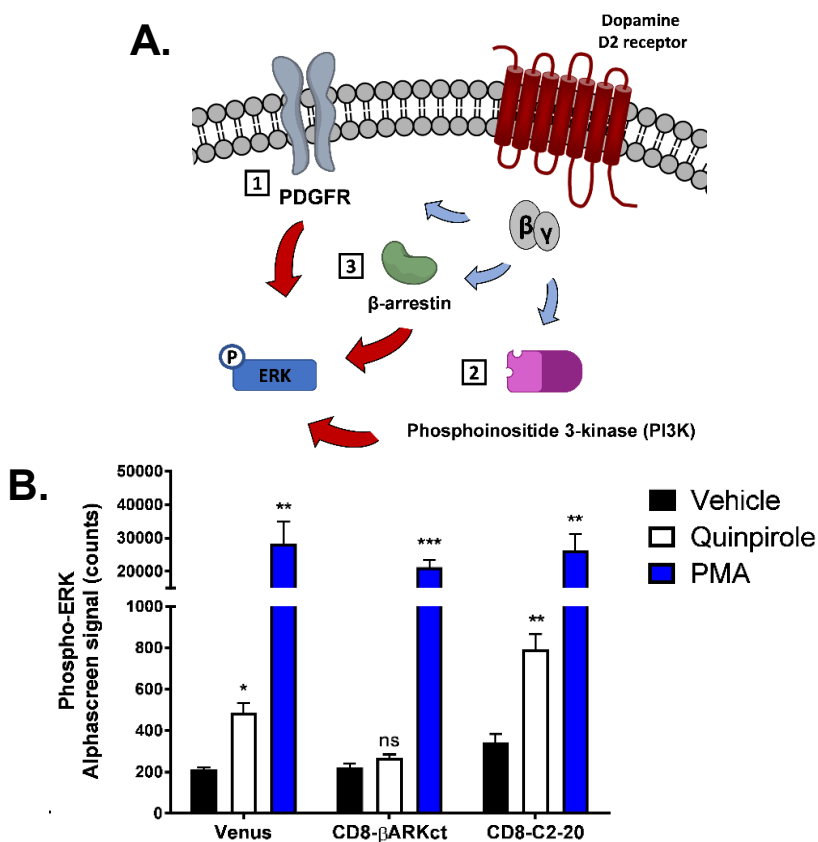 A.
Dopamine
D2 receptor
1
PDGFR
β γ
3
β-arrestin
P
ERK
2
Phosphoinositide 3-kinase (PI3K)
B.
Phospho-ERK
Alphascreen signal (counts)
50000
40000
30000
20000
1000
800
600
400
200
0
*
**
ns
***
**
**
Venus
CD8-βARKct
CD8-C2-20
Vehicle
Quinpirole
PMA